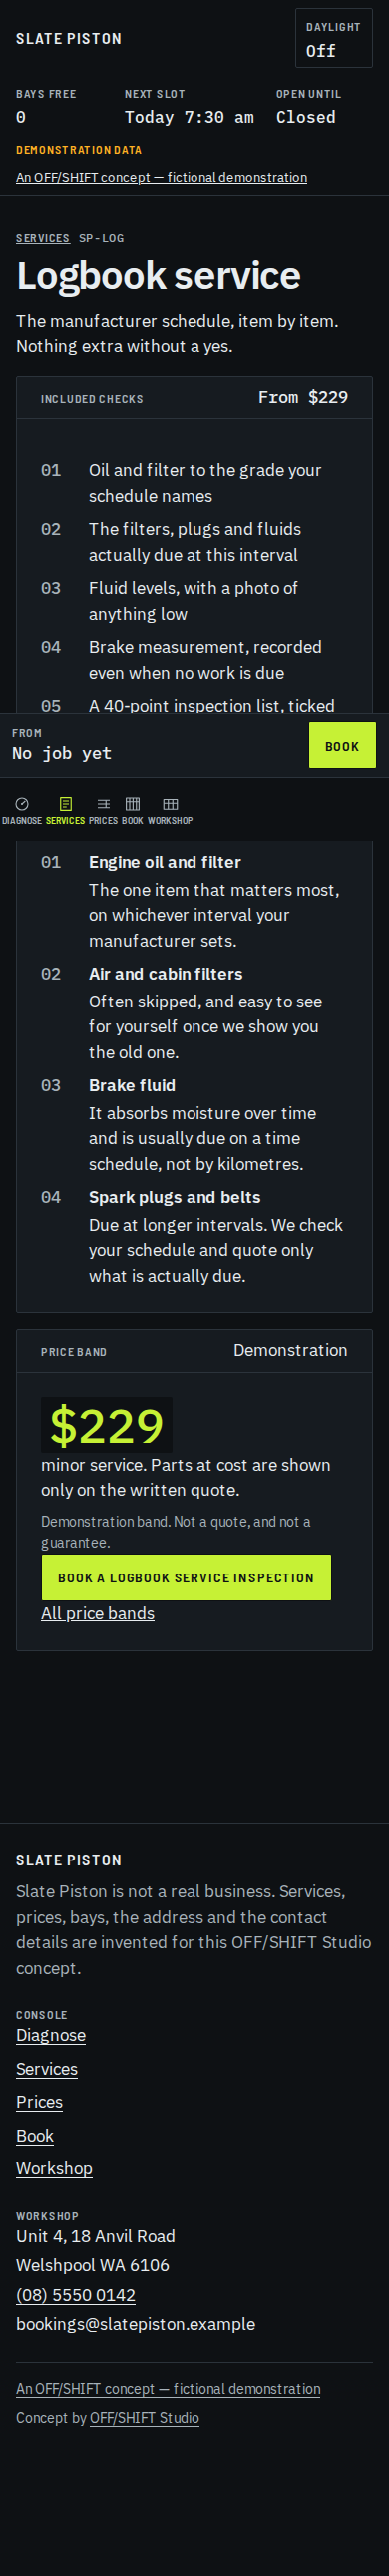 SLATE PISTON
DAYLIGHT
Off
BAYS FREE
0
NEXT SLOT
Today 7:30 am
OPEN UNTIL
Closed
DEMONSTRATION DATA
An OFF/SHIFT concept — fictional demonstration
SERVICES SP-LOG
Logbook service
The manufacturer schedule, item by item.
Nothing extra without a yes.
INCLUDED CHECKS
From $229
01 Oil and filter to the grade your
schedule names
02 The filters, plugs and fluids
actually due at this interval
03 Fluid levels, with a photo of
anything low
04 Brake measurement, recorded
even when no work is due
05 A 40-point inspection list, ticked
FROM
No job yet
BOOK
DIAGNOSE SERVICES PRICES BOOK WORKSHOP
01 Engine oil and filter
The one item that matters most,
on whichever interval your
manufacturer sets.
02 Air and cabin filters
Often skipped, and easy to see
for yourself once we show you
the old one.
03 Brake fluid
It absorbs moisture over time
and is usually due on a time
schedule, not by kilometres.
04 Spark plugs and belts
Due at longer intervals. We check
your schedule and quote only
what is actually due.
PRICE BAND
Demonstration
$229
minor service. Parts at cost are shown
only on the written quote.
Demonstration band. Not a quote, and not a
guarantee.
BOOK A LOGBOOK SERVICE INSPECTION
All price bands
SLATE PISTON
Slate Piston is not a real business. Services,
prices, bays, the address and the contact
details are invented for this OFF/SHIFT Studio
concept.
CONSOLE
Diagnose
Services
Prices
Book
Workshop
WORKSHOP
Unit 4, 18 Anvil Road
Welshpool WA 6106
(08) 5550 0142
bookings@slatepiston.example
An OFF/SHIFT concept — fictional demonstration
Concept by OFF/SHIFT Studio